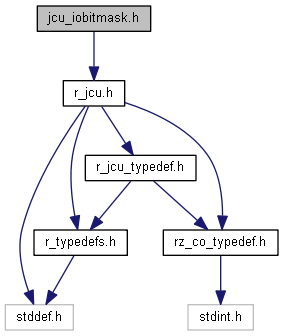 jcu_iobitmask.h
r_jcu.h
r_jcu_typedef.h
r_typedefs.h
rz_co_typedef.h
stddef.h
stdint.h